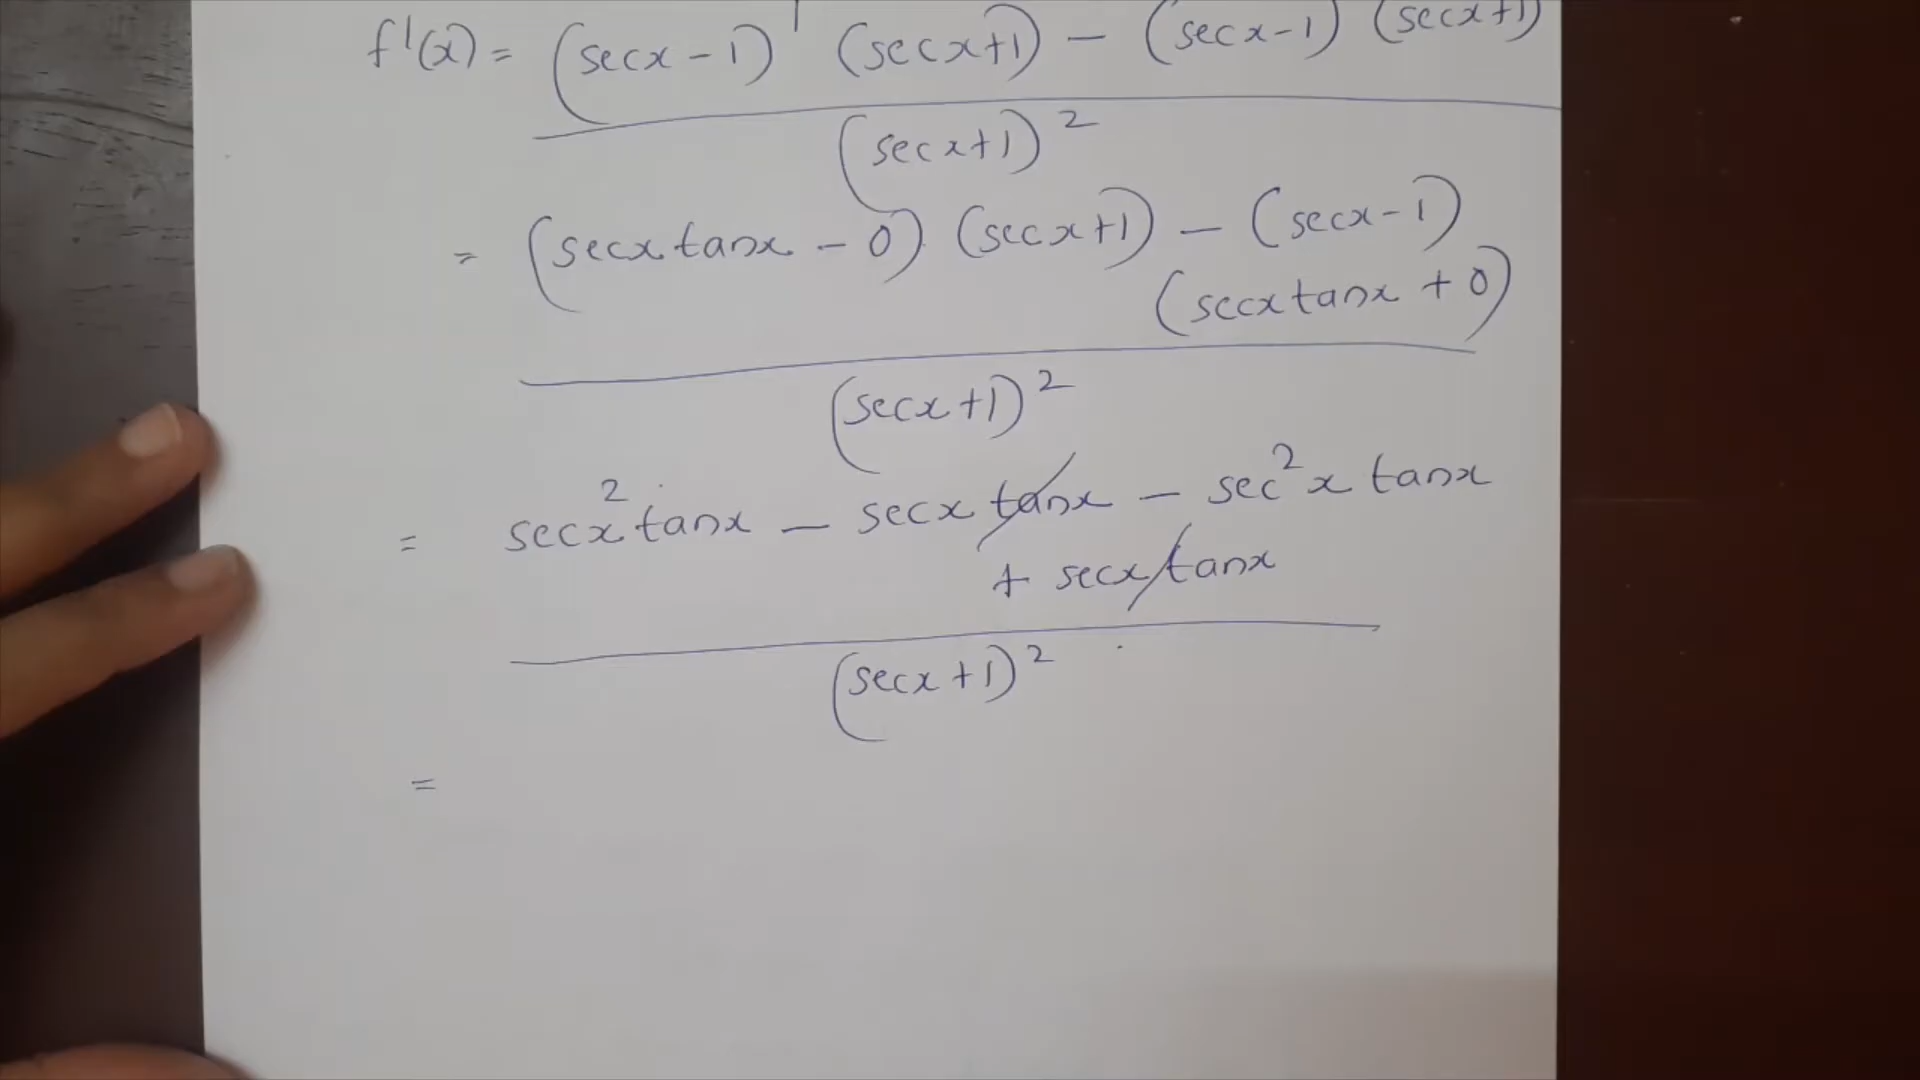 f'(x) = (secx - 1)' (secx+1) - (secx-1) (secx+1)
(secx+1)²
= (secx tanx - 0) (secx+1) - (secx-1)
(secx tanx + 0)
(secx+1)²
= secx² tanx - secx tanx - sec²x tanx
+ secx tanx
(secx+1)²
=